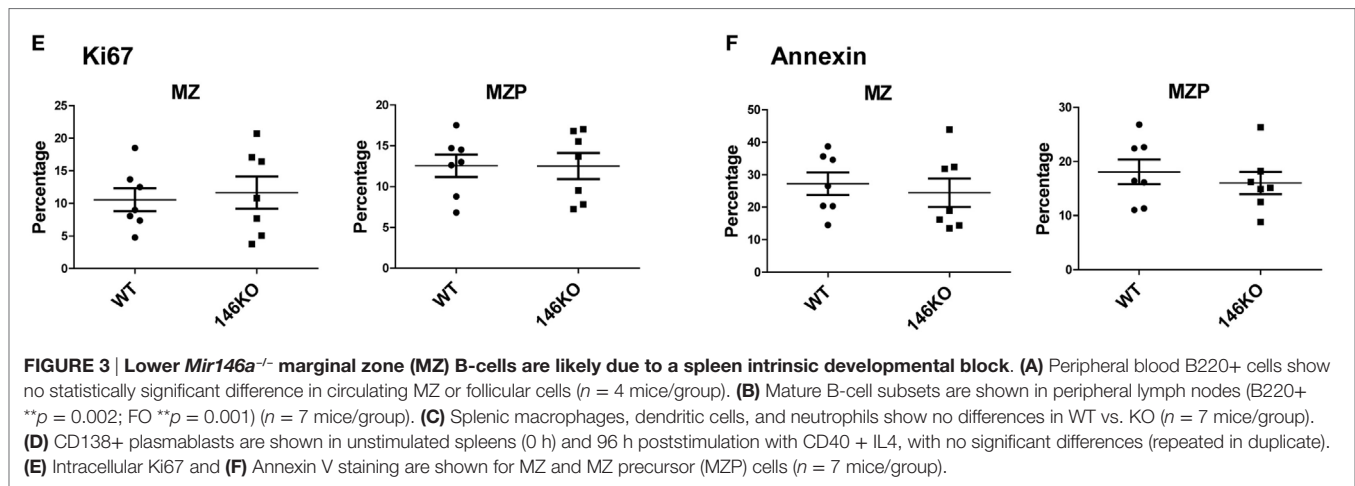 E Ki67
MZ
Percentage
25
20
15
10
5
0
WT
146KO
MZP
Percentage
20
15
10
5
0
WT
146KO
F Annexin
MZ
Percentage
50
40
30
20
10
0
WT
146KO
MZP
Percentage
30
20
10
0
WT
146KO
FIGURE 3 | Lower Mir146a−/− marginal zone (MZ) B-cells are likely due to a spleen intrinsic developmental block. (A) Peripheral blood B220+ cells show
no statistically significant difference in circulating MZ or follicular cells (n = 4 mice/group). (B) Mature B-cell subsets are shown in peripheral lymph nodes (B220+
**p = 0.002; FO **p = 0.001) (n = 7 mice/group). (C) Splenic macrophages, dendritic cells, and neutrophils show no differences in WT vs. KO (n = 7 mice/group).
(D) CD138+ plasmablasts are shown in unstimulated spleens (0 h) and 96 h poststimulation with CD40 + IL4, with no significant differences (repeated in duplicate).
(E) Intracellular Ki67 and (F) Annexin V staining are shown for MZ and MZ precursor (MZP) cells (n = 7 mice/group).